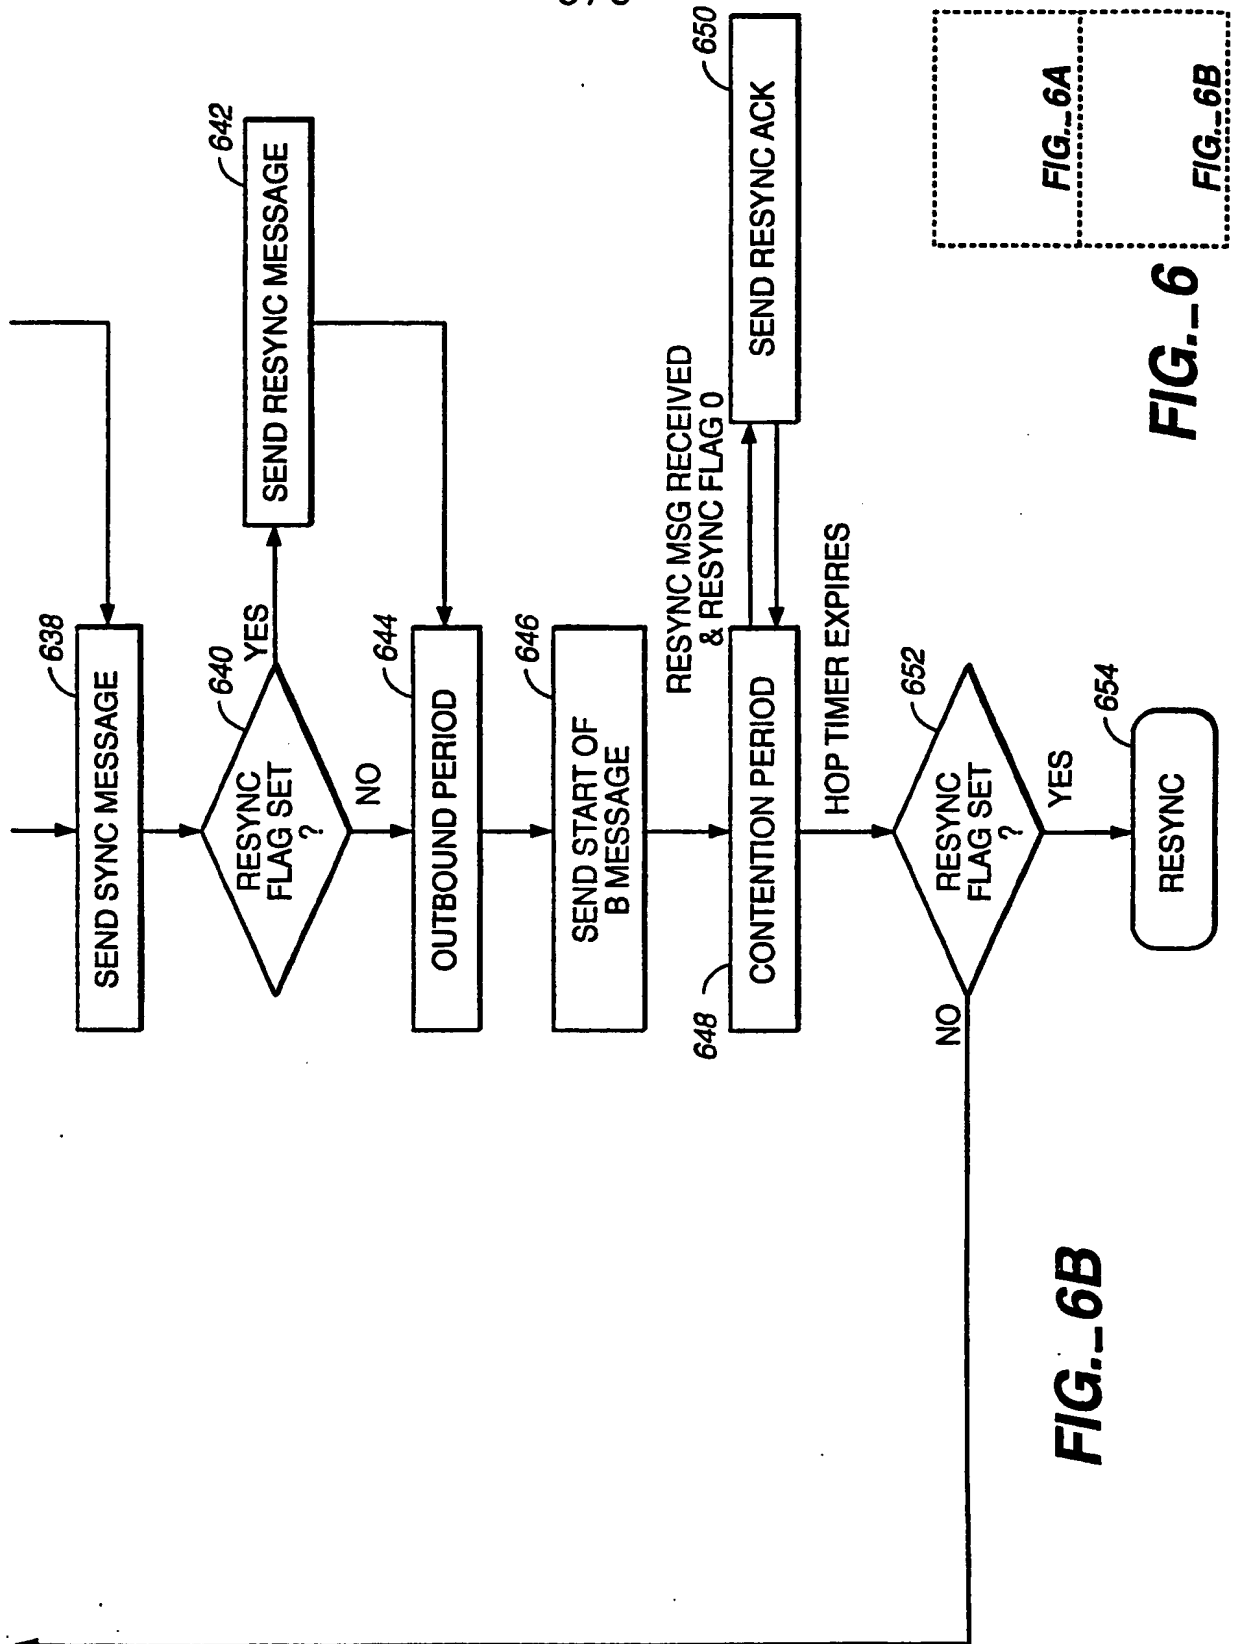 638
SEND SYNC MESSAGE
640
RESYNC
FLAG SET
?
YES
NO
642
SEND RESYNC MESSAGE
644
OUTBOUND PERIOD
646
SEND START OF
B MESSAGE
RESYNC MSG RECEIVED
& RESYNC FLAG 0
650
SEND RESYNC ACK
648
CONTENTION PERIOD
HOP TIMER EXPIRES
652
RESYNC
FLAG SET
?
NO
YES
654
RESYNC
FIG._6A
FIG._6B
FIG._6
FIG._6B